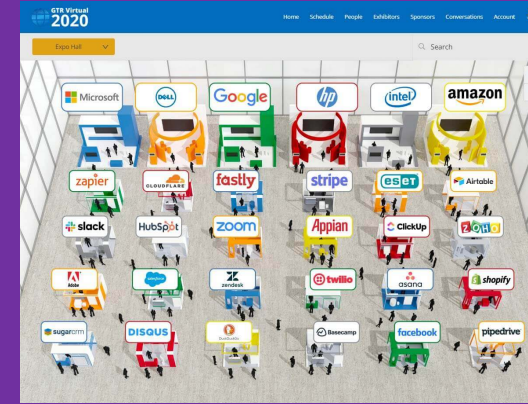 GTR Virtual
2020
Home Schedule People Exhibitors Sponsors Conversations Account
Expo Hall
Search
Microsoft DELL Google hp intel amazon
zapier CLOUDFLARE fastly stripe eset Airtable
slack HubSpot zoom Appian ClickUp ZOHO
Adobe salesforce zendesk twilio asana shopify
sugarcrm DISQUS DuckDuckGo Basecamp facebook pipedrive